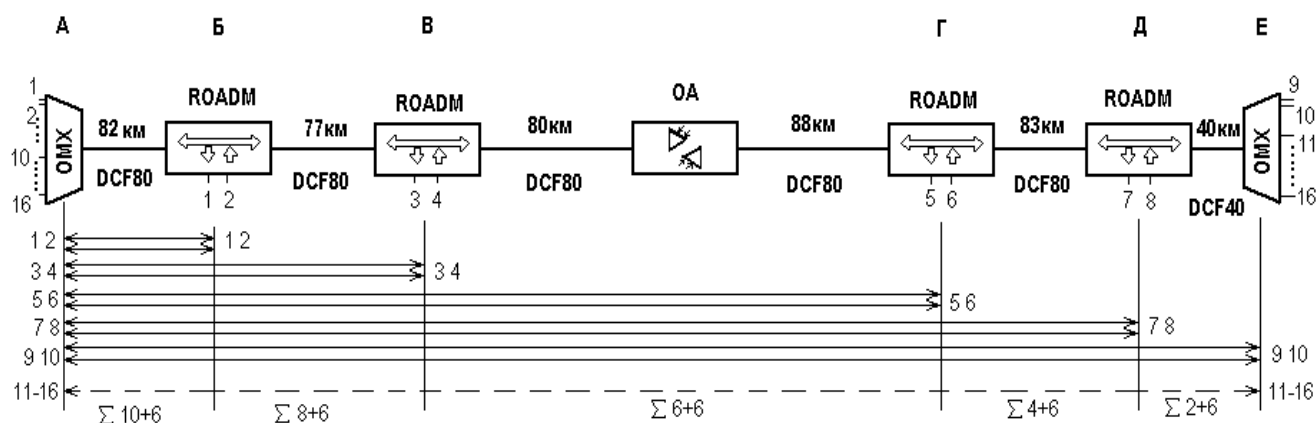 А Б В Г Д Е
ROADM ROADM ОА ROADM ROADM
1 2 10 16 ОМХ
82 км 77км 80км 88км 83км 40км
DCF80 DCF80 DCF80 DCF80 DCF80 DCF40
ОМХ 9 10 11 16
1 2 3 4 5 6 7 8
1 2 1 2
3 4 3 4
5 6 5 6
7 8 7 8
9 10 9 10
11-16 11-16
∑ 10+6 ∑ 8+6 ∑ 6+6 ∑ 4+6 ∑ 2+6